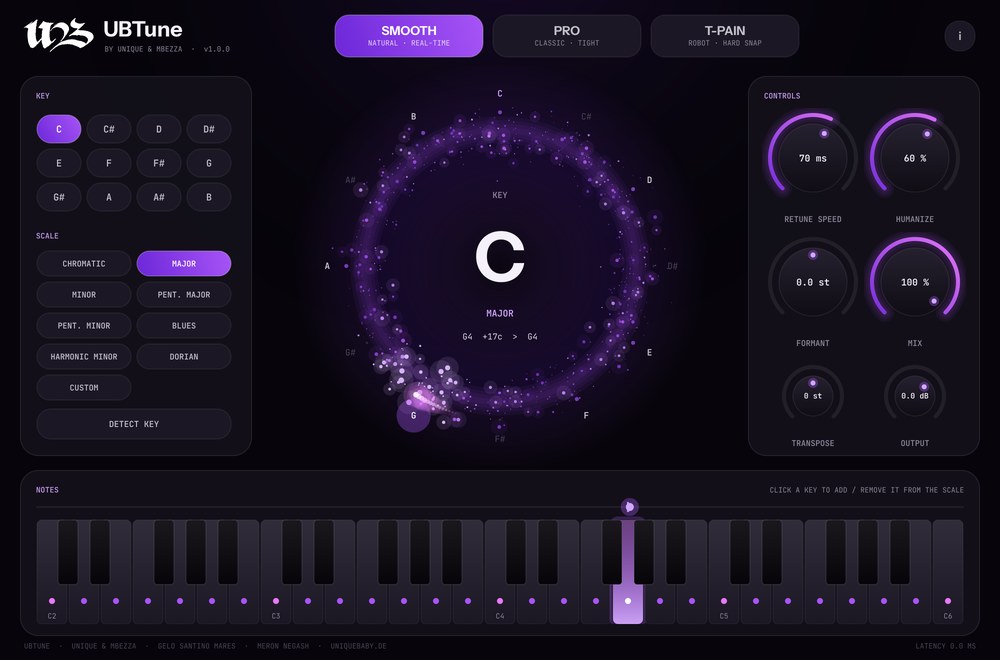 UB UBTune
BY UNIQUE & MBEZZA · v1.0.0
SMOOTH
NATURAL · REAL-TIME
PRO
CLASSIC · TIGHT
T-PAIN
ROBOT · HARD SNAP
i
KEY
C C# D D#
E F F# G
G# A A# B
SCALE
CHROMATIC MAJOR
MINOR PENT. MAJOR
PENT. MINOR BLUES
HARMONIC MINOR DORIAN
CUSTOM
DETECT KEY
C
B C#
A# D
KEY
C
A D#
MAJOR
G4 +17c > G4
G# E
G F
F#
CONTROLS
70 ms 60 %
RETUNE SPEED HUMANIZE
0.0 st 100 %
FORMANT MIX
0 st 0.0 dB
TRANSPOSE OUTPUT
NOTES CLICK A KEY TO ADD / REMOVE IT FROM THE SCALE
C2 C3 C4 C5 C6
UBTUNE · UNIQUE & MBEZZA · GELO SANTINO MARES · MERON NEGASH · UNIQUEBABY.DE LATENCY 0.0 MS